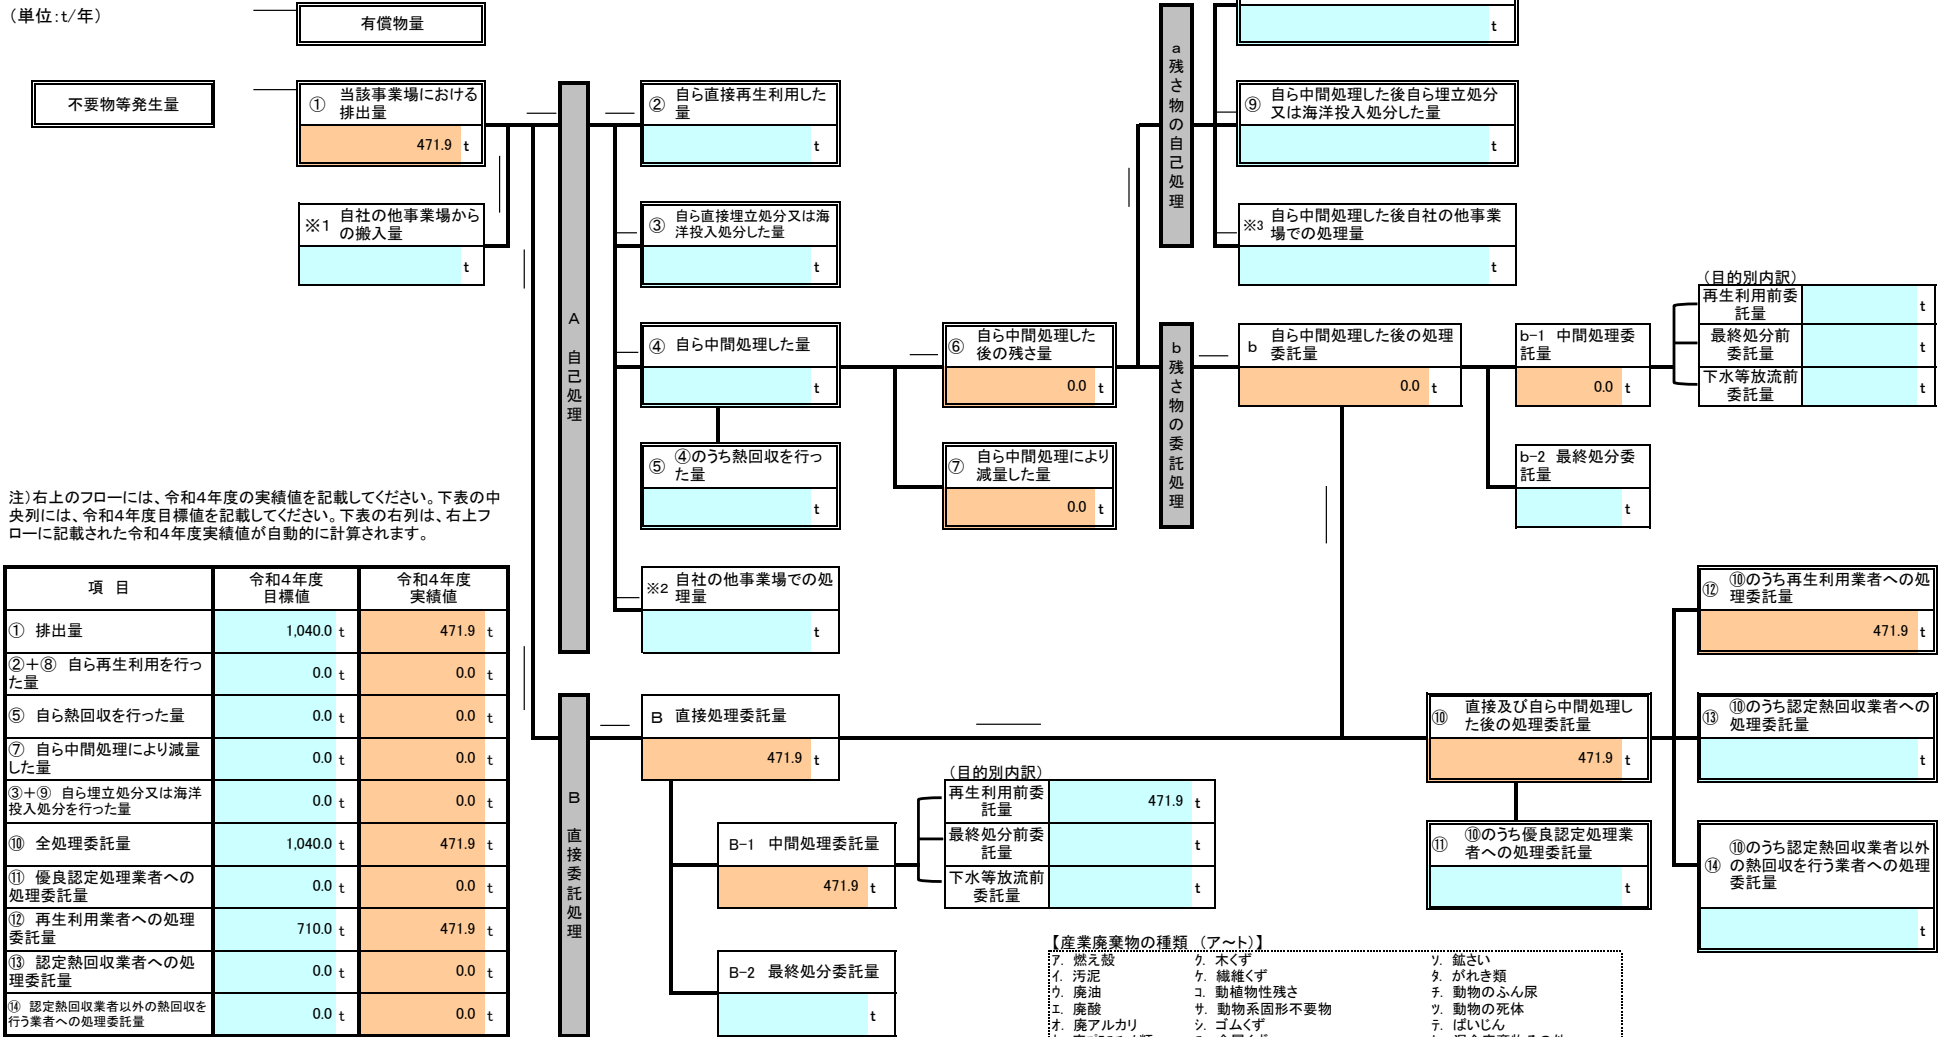 (単位:t/年)
有償物量
t
不要物等発生量
① 当該事業場における
排出量
471.9 t
※1 自社の他事業場から
の搬入量
t
A 自己処理
② 自ら直接再生利用した
量
t
③ 自ら直接埋立処分又は海
洋投入処分した量
t
④ 自ら中間処理した量
t
⑤ ④のうち熱回収を行っ
た量
t
※2 自社の他事業場での処
理量
t
⑥ 自ら中間処理した
後の残さ量
0.0 t
⑦ 自ら中間処理により
減量した量
0.0 t
a 残さ物の自己処理
⑨ 自ら中間処理した後自ら埋立処分
又は海洋投入処分した量
t
※3 自ら中間処理した後自社の他事業
場での処理量
t
b 残さ物の委託処理
b 自ら中間処理した後の処理
委託量
0.0 t
b-1 中間処理委
託量
0.0 t
b-2 最終処分委
託量
t
(目的別内訳)
再生利用前委
託量 t
最終処分前
委託量 t
下水等放流前
委託量 t
注)右上のフローには、令和4年度の実績値を記載してください。下表の中
央列には、令和4年度目標値を記載してください。下表の右列は、右上フ
ローに記載された令和4年度実績値が自動的に計算されます。
項 目 令和4年度 目標値 令和4年度 実績値
① 排出量 1,040.0 t 471.9 t
②+⑧ 自ら再生利用を行っ
た量 0.0 t 0.0 t
⑤ 自ら熱回収を行った量 0.0 t 0.0 t
⑦ 自ら中間処理により減量
した量 0.0 t 0.0 t
③+⑨ 自ら埋立処分又は海洋
投入処分を行った量 0.0 t 0.0 t
⑩ 全処理委託量 1,040.0 t 471.9 t
⑪ 優良認定処理業者への
処理委託量 0.0 t 0.0 t
⑫ 再生利用業者への処理
委託量 710.0 t 471.9 t
⑬ 認定熱回収業者への処
理委託量 0.0 t 0.0 t
⑭ 認定熱回収業者以外の熱回収を
行う業者への処理委託量 0.0 t 0.0 t
B 直接委託処理
B 直接処理委託量
471.9 t
B-1 中間処理委託量
471.9 t
B-2 最終処分委託量
t
(目的別内訳)
再生利用前委
託量 471.9 t
最終処分前委
託量 t
下水等放流前
委託量 t
⑩ 直接及び自ら中間処理し
た後の処理委託量
471.9 t
⑪ ⑩のうち優良認定処理業
者への処理委託量
t
⑫ ⑩のうち再生利用業者への処
理委託量
471.9 t
⑬ ⑩のうち認定熱回収業者への
処理委託量
t
⑭ ⑩のうち認定熱回収業者以外
の熱回収を行う業者への処理
委託量
t
【産業廃棄物の種類 (ア~ト)】
ア. 燃え殻 ク. 木くず ソ. 鉱さい
イ. 汚泥 ケ. 繊維くず タ. がれき類
ウ. 廃油 コ. 動植物性残さ チ. 動物のふん尿
エ. 廃酸 サ. 動物系固形不要物 ツ. 動物の死体
オ. 廃アルカリ シ. ゴムくず テ. ばいじん